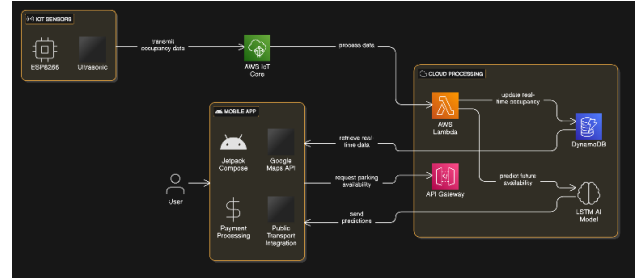 IOT SENSORS
ESP8266
Ultrasonic
transmit
occupancy data
AWS IoT
Core
process data
CLOUD PROCESSING
AWS
Lambda
update real-
time occupancy
DynamoDB
API Gateway
predict future
availability
LSTM AI
Model
MOBILE APP
Jetpack
Compose
Google
Maps API
retrieve real
time data
request parking
availability
User
Payment
Processing
Public
Transport
Integration
send
predictions